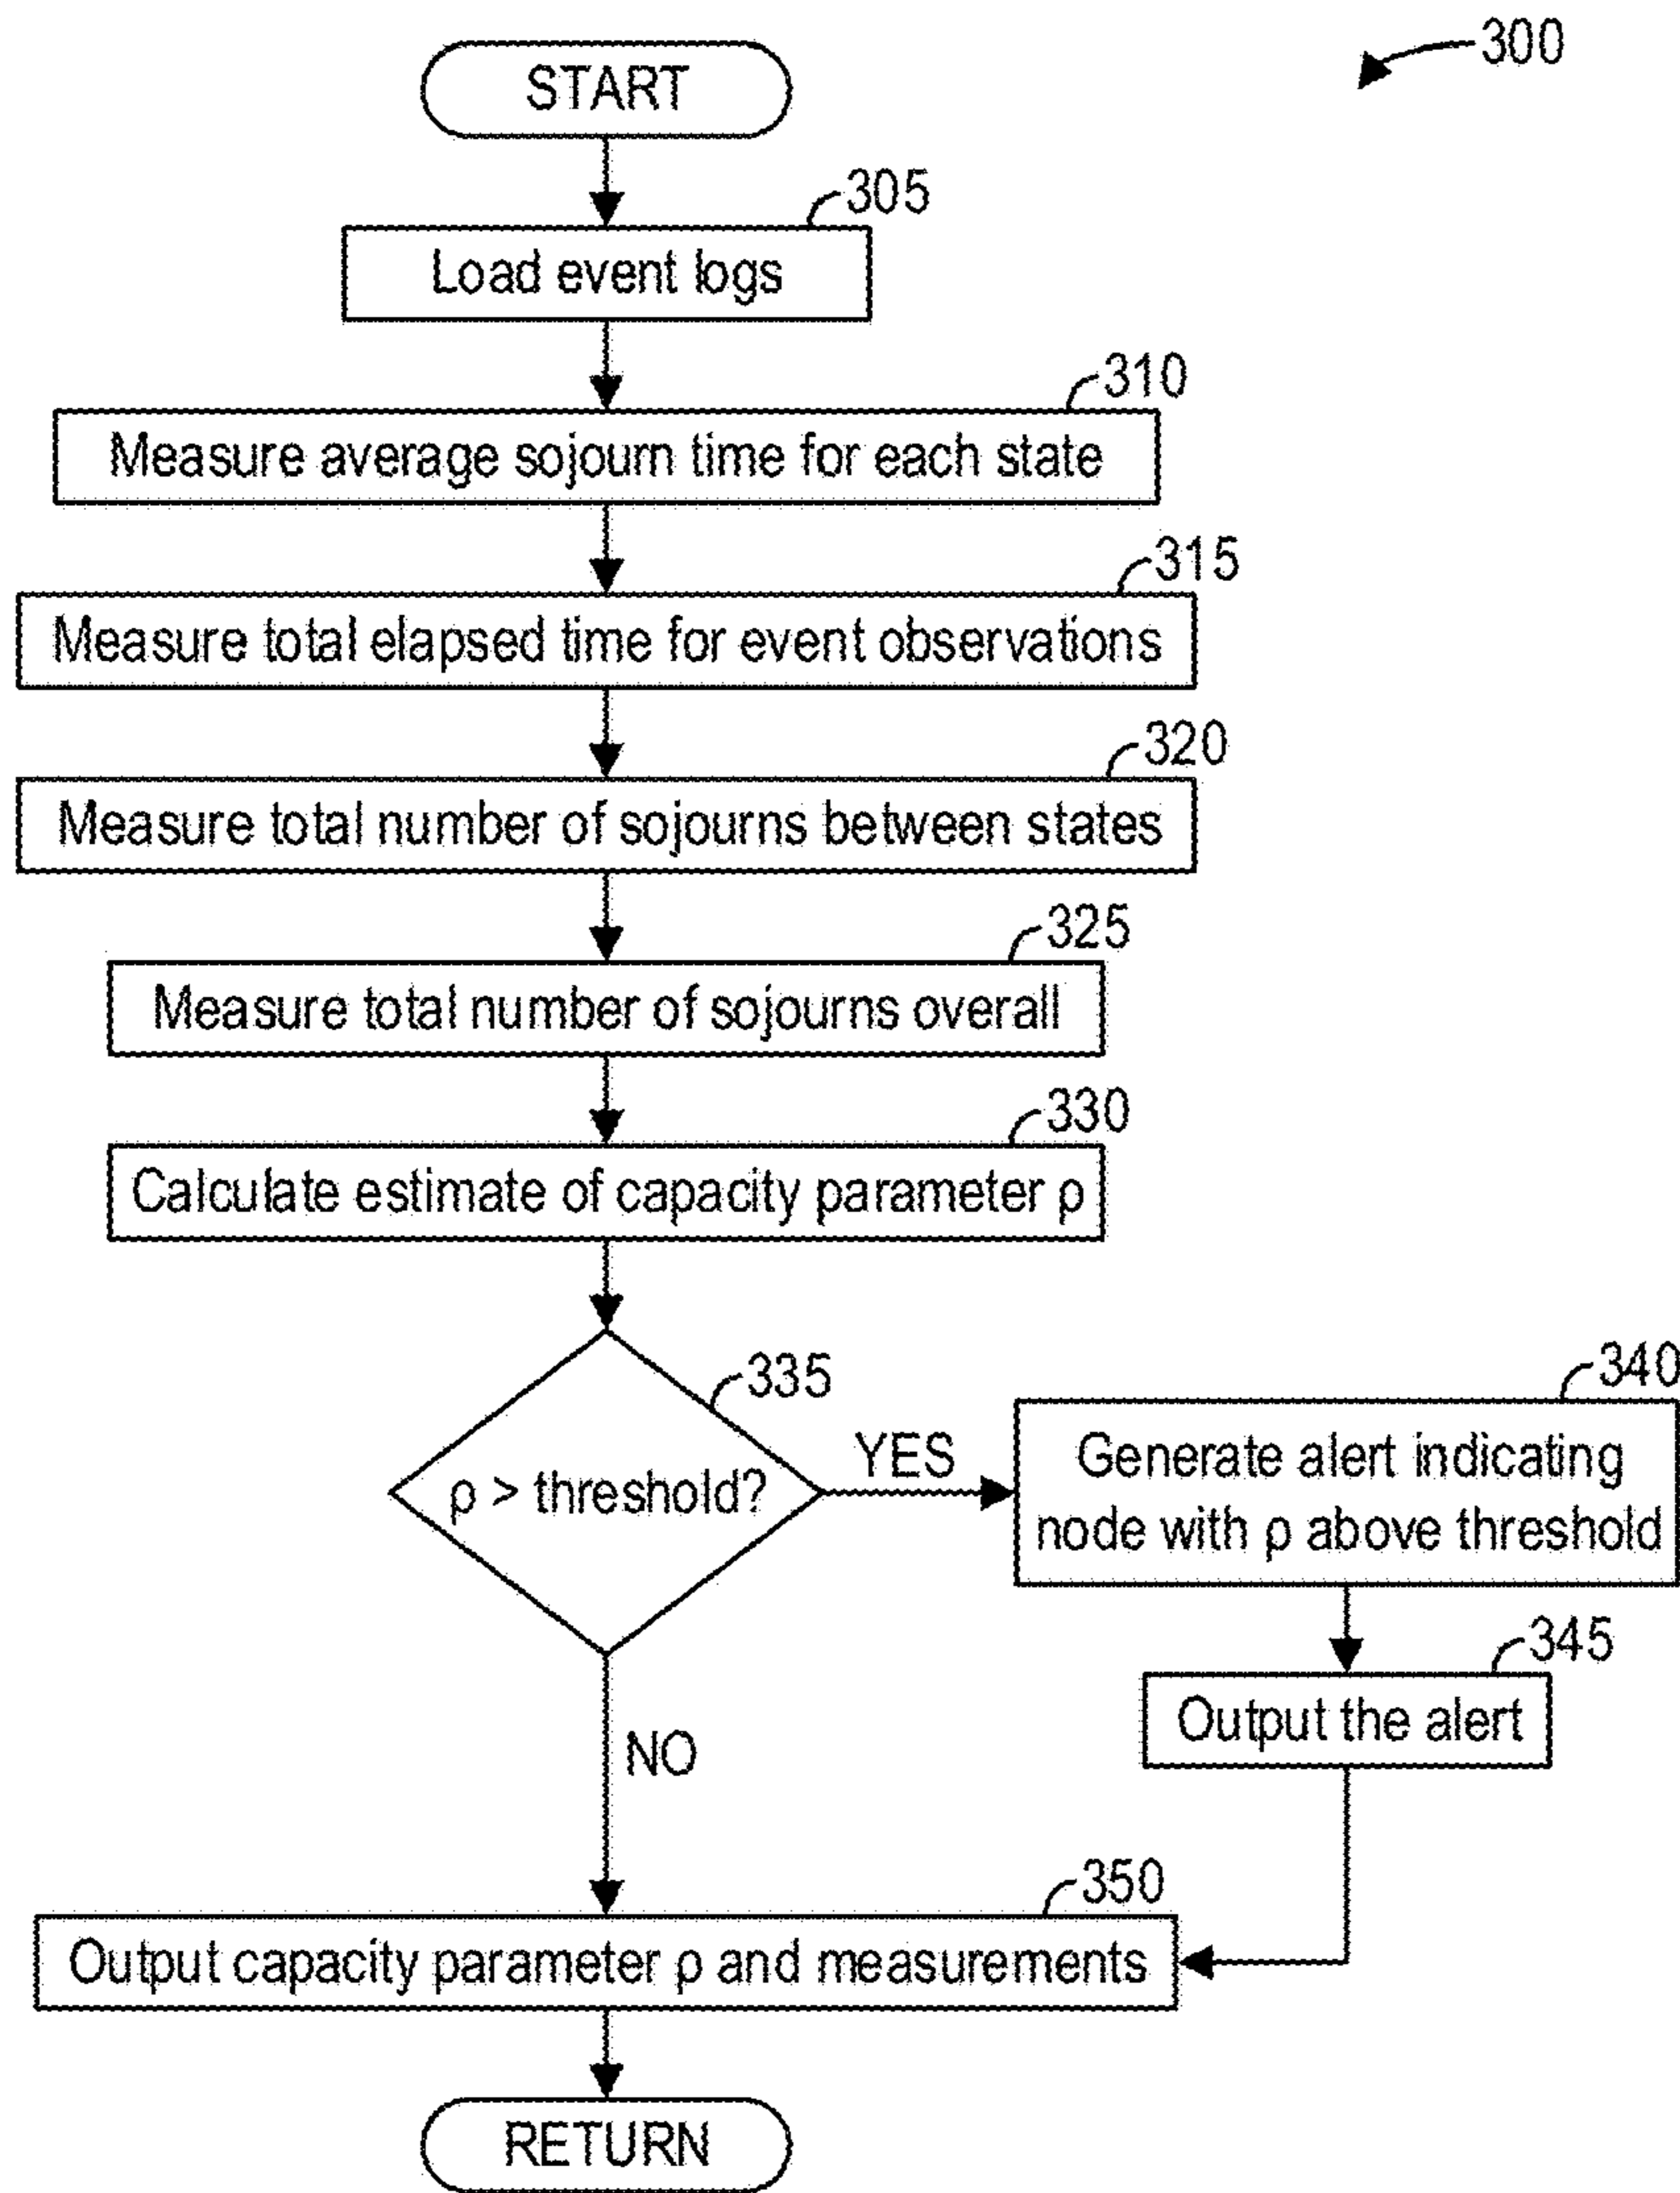 300
START
305
Load event logs
310
Measure average sojourn time for each state
315
Measure total elapsed time for event observations
320
Measure total number of sojourns between states
325
Measure total number of sojourns overall
330
Calculate estimate of capacity parameter ρ
335
ρ > threshold?
YES
340
Generate alert indicating
node with ρ above threshold
345
Output the alert
NO
350
Output capacity parameter ρ and measurements
RETURN